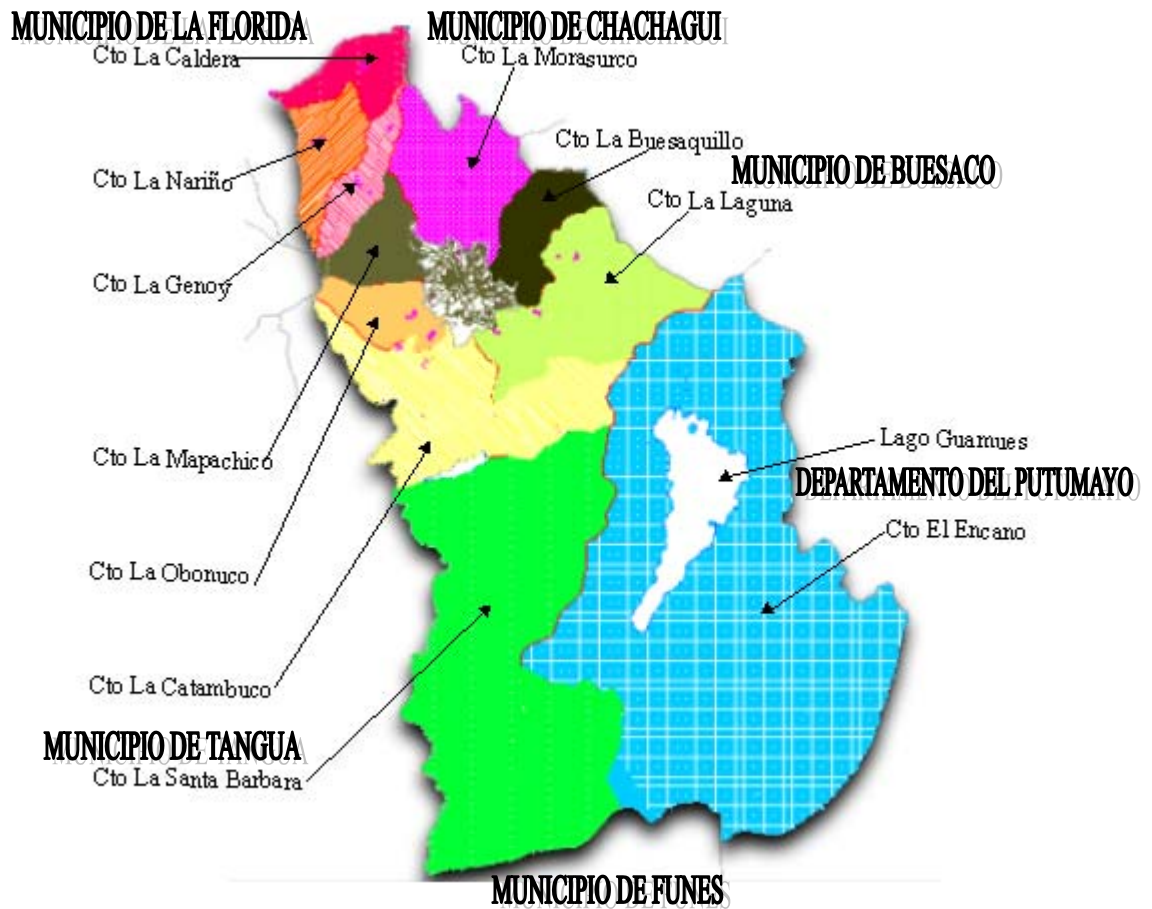 MUNICIPIO DE LA FLORIDA
MUNICIPIO DE CHACHAGUI
Cto La Caldera
Cto La Morasurco
Cto La Buesaquillo
MUNICIPIO DE BUESACO
Cto La Nariño
Cto La Laguna
Cto La Genoy
Lago Guamues
Cto La Mapachico
DEPARTAMENTO DEL PUTUMAYO
Cto El Encano
Cto La Obonuco
Cto La Catambuco
MUNICIPIO DE TANGUA
Cto La Santa Barbara
MUNICIPIO DE FUNES